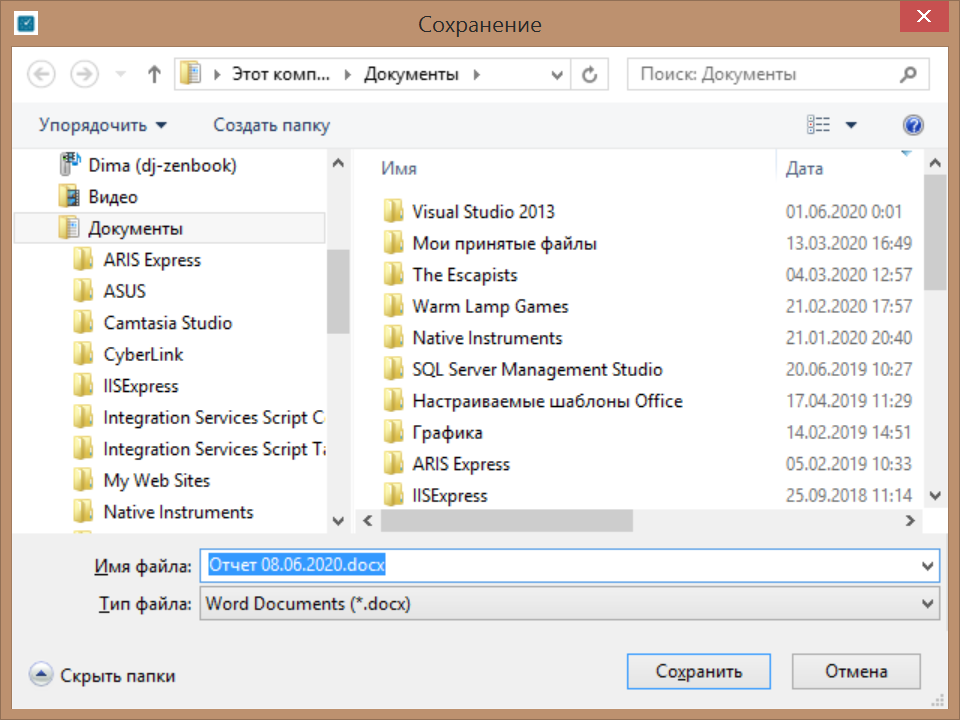 Сохранение
Этот комп... Документы Поиск: Документы
Упорядочить Создать папку
Dima (dj-zenbook)
Видео
Документы
ARIS Express
ASUS
Camtasia Studio
CyberLink
IISExpress
Integration Services Script C
Integration Services Script Ta
My Web Sites
Native Instruments
Имя Дата
Visual Studio 2013 01.06.2020 0:01
Мои принятые файлы 13.03.2020 16:49
The Escapists 04.03.2020 12:57
Warm Lamp Games 21.02.2020 17:57
Native Instruments 21.01.2020 20:40
SQL Server Management Studio 20.06.2019 10:27
Настраиваемые шаблоны Office 17.04.2019 11:29
Графика 14.02.2019 14:51
ARIS Express 05.02.2019 10:33
IISExpress 25.09.2018 11:14
Имя файла: Отчет 08.06.2020.docx
Тип файла: Word Documents (*.docx)
Скрыть папки Сохранить Отмена